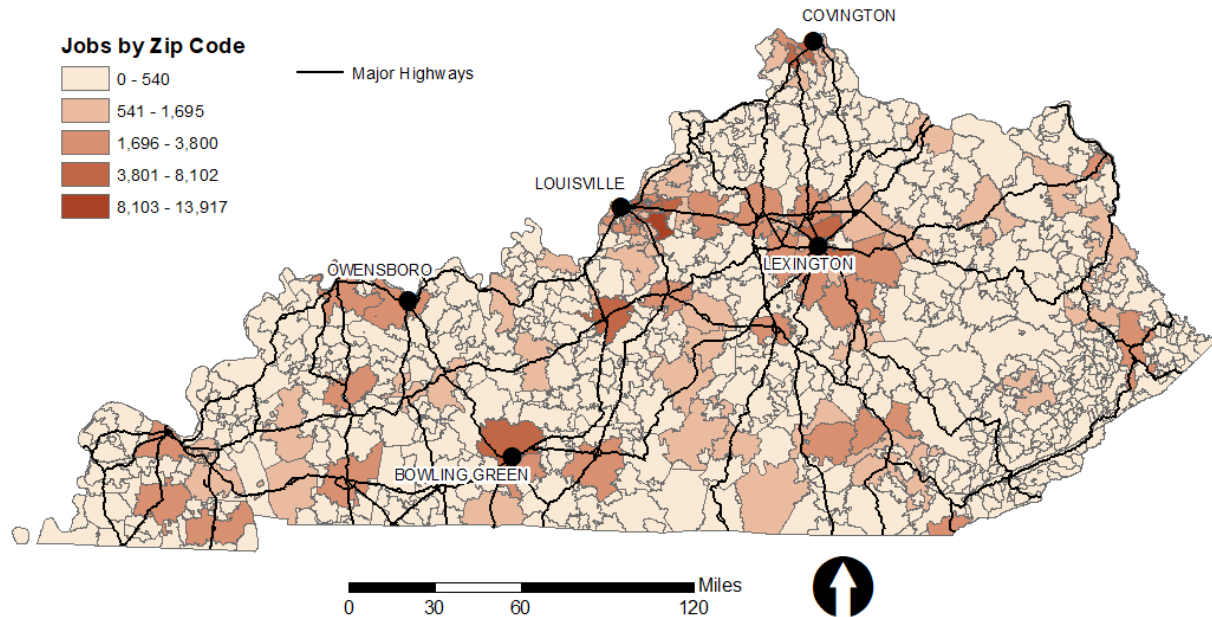 COVINGTON
Jobs by Zip Code
0 - 540
Major Highways
541 - 1,695
1,696 - 3,800
3,801 - 8,102
8,103 - 13,917
LOUISVILLE
LEXINGTON
OWENSBORO
BOWLING GREEN
Miles
0 30 60 120